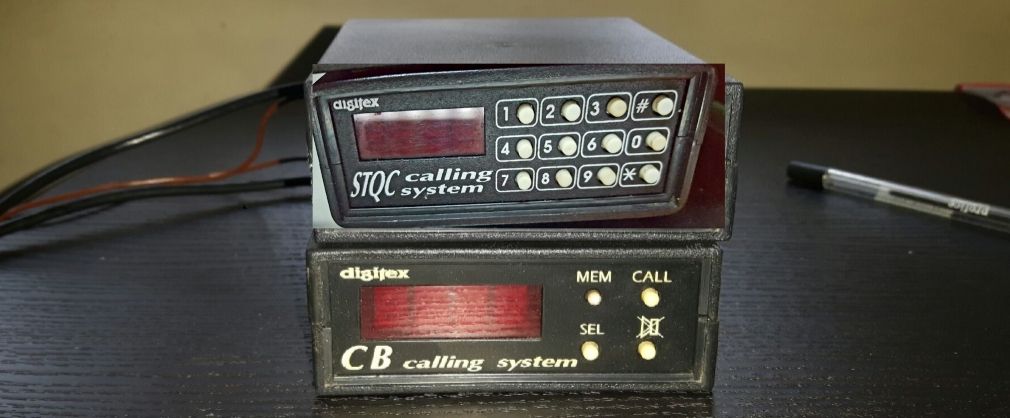 digitex
1 2 3 #
4 5 6 0
7 8 9 *
STQC calling
system
digitex
MEM CALL
SEL
CB calling system